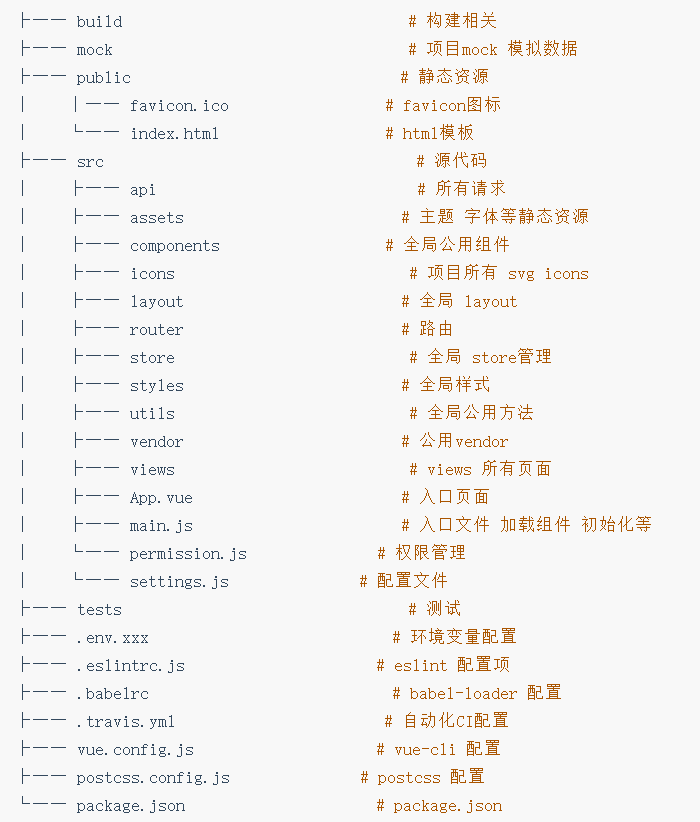 ├── build                                # 构建相关
├── mock                                 # 项目mock 模拟数据
├── public                               # 静态资源
│   │── favicon.ico                      # favicon图标
│   └── index.html                       # html模板
├── src                                  # 源代码
│   ├── api                              # 所有请求
│   ├── assets                           # 主题 字体等静态资源
│   ├── components                       # 全局公用组件
│   ├── icons                            # 项目所有 svg icons
│   ├── layout                           # 全局 layout
│   ├── router                           # 路由
│   ├── store                            # 全局 store管理
│   ├── styles                           # 全局样式
│   ├── utils                            # 全局公用方法
│   ├── vendor                           # 公用vendor
│   ├── views                            # views 所有页面
│   ├── App.vue                          # 入口页面
│   ├── main.js                          # 入口文件 加载组件 初始化等
│   └── permission.js                    # 权限管理
│   └── settings.js                      # 配置文件
├── tests                                # 测试
├── .env.xxx                             # 环境变量配置
├── .eslintrc.js                         # eslint 配置项
├── .babelrc                             # babel-loader 配置
├── .travis.yml                          # 自动化CI配置
├── vue.config.js                        # vue-cli 配置
├── postcss.config.js                    # postcss 配置
└── package.json                         # package.json